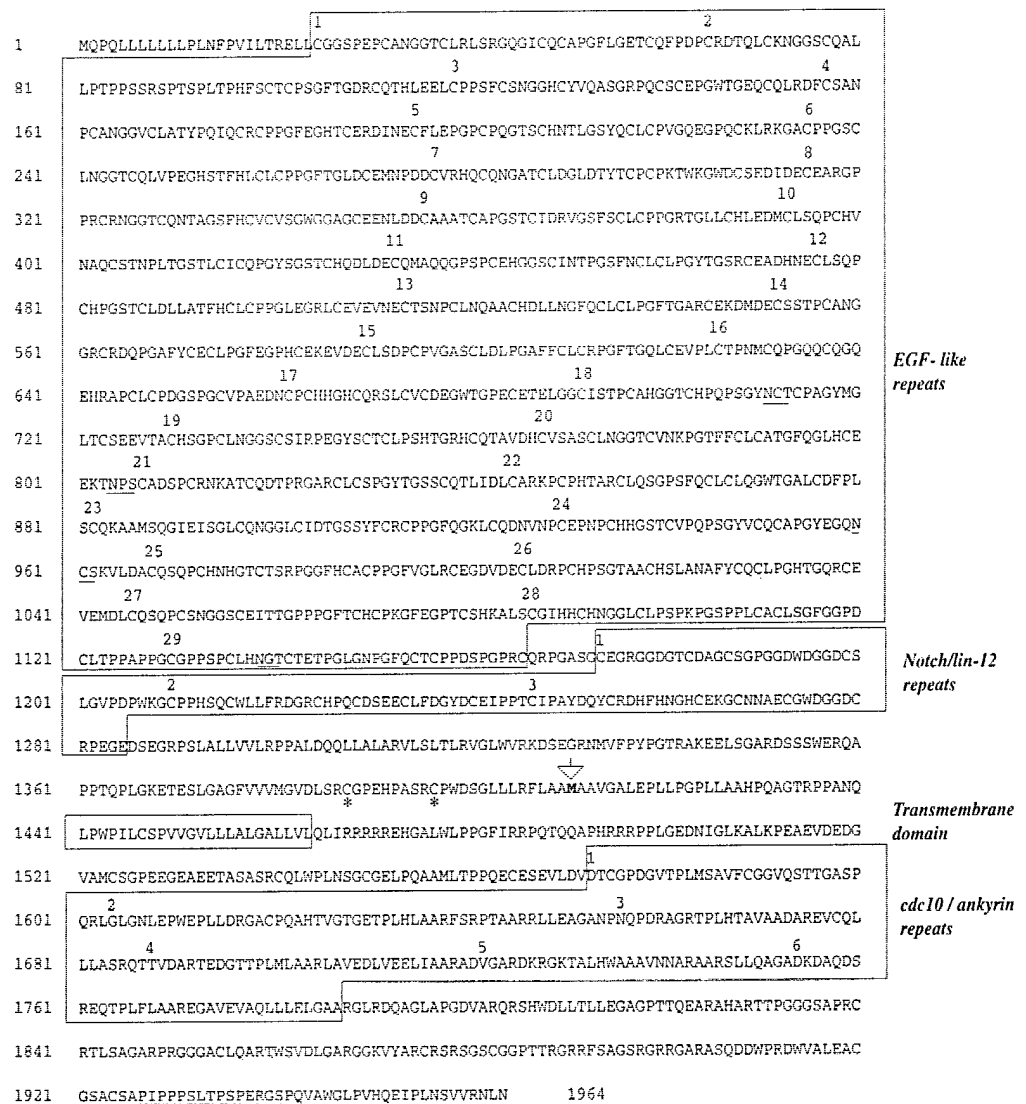 1 2
1 MQPQLLLLLLLPLNFPVILTRELLCGGSPEPCANGGTCLRLSRGQGICQCAPGFLGETCQFPDPCRDTQLCKNGGSCQAL
3 4
81 LPTPPSSRSPTSPLTPHFSCTCPSGFTGDRCQTHLEELCPPSFCSNGGHCYVQASGRPQCSCEPGWTGEQCQLRDFCSAN
5 6
161 PCANGGVCLATYPQIQCRCPPGFEGHTCERDINECFLEPGPCPQGTSCHNTLGSYQCLCPVGQEGPQCKLRKGACPPGSC
7 8
241 LNGGTCQLVPEGHSTFHLCLCPPGFTGLDCEMNPDDCVRHQCQNGATCLDGLDTYTCPCPKTWKGWDCSEDIDECEARGP
9 10
321 PRCRNGGTCQNTAGSFHCVCVSGWGGAGCEENLDDCAAATCAPGSTCIDRVGSFSCLCPPGRTGLLCHLEDMCLSQPCHV
11 12
401 NAQCSTNPLTGSTLCICQPGYSGSTCHQDLDECQMAQQGPSPCEHGGSCINTPGSFNCLCLPGYTGSRCEADHNECLSQP
13 14
481 CHPGSTCLDLLATFHCLCPPGLEGRLCEVEVNECTSNPCLNQAACHDLLNGFQCLCLPGFTGARCEKDMDECSSTPCANG
15 16
561 GRCRDQPGAFYCECLPGFEGPHCEKEVDECLSDPCPVGASCLDLPGAFFCLCRPGFTGQLCEVPLCTPNMCQPGQQCQGQ
EGF-like
repeats
17 18
641 EHRAPCLCPDGSPGCVPAEDNCPCHHGHCQRSLCVCDEGWTGPECETELGGCISTPCAHGGTCHPQPSGYNCTCPAGYMG
19 20
721 LTCSEEVTACHSGPCLNGGSCSIRPEGYSCTCLPSHTGRHCQTAVDHCVSASCLNGGTCVNKPGTFFCLCATGFQGLHCE
21 22
801 EKTNPSCADSPCRNKATCQDTPRGARCLCSPGYTGSSCQTLIDLCARKPCPHTARCLQSGPSFQCLCLQGWTGALCDFPL
23 24
881 SCQKAAMSQGIEISGLCQNGGLCIDTGSSYFCRCPPGFQGKLCQDNVNPCEPNPCHHGSTCVPQPSGYVCQCAPGYEGQN
25 26
961 CSKVLDACQSQPCHNHGTCTSRPGGFHCACPPGFVGLRCEGDVDECLDRPCHPSGTAACHSLANAFYCQCLPGHTGQRCE
27 28
1041 VEMDLCQSQPCSNGGSCEITTGPPPGFTCHCPKGFEGPTCSHKALSCGIHHCHNGGLCLPSPKPGSPPLCACLSGFGGPD
29 1
1121 CLTPPAPPGCGPPSPCLHNGTCTETPGLGNPGFQCTCPPDSPGPRCQRPGASGCEGRGGDGTCDAGCSGPGGDWDGGDCS
Notch/lin-12
repeats
2 3
1201 LGVPDPWKGCPPHSQCWLLFRDGRCHPQCDSEECLFDGYDCEIPPTCIPAYDQYCRDHFHNGHCEKGCNNAECGWDGGDC
1281 RPEGEDSEGRPSLALLVVLRPPALDQQLLALARVLSLTLRVGLWVRKDSEGRNMVFPYPGTRAKEELSGARDSSSWERQA
1361 PPTQPLGKETESLGAGFVVVMGVDLSRCGPEHPASRCPWDSGLLLRFLAAMAAVGALEPLLPGPLLAAHPQAGTRPPANQ
* *
1441 LPWPILCSPVVGVLLLALGALLVLQLIRRRRREHGALWLPPGFIRRPQTQQAPHRRRPPLGEDNIGLKALKPEAEVDEDG
Transmembrane
domain
1
1521 VAMCSGPEEGEAEETASASRCQLWPLNSGCGELPQAAMLTPPQECESEVLDVDTCGPDGVTPLMSAVFCGGVQSTTGASP
2 3
1601 QRLGLGNLEPWEPLLDRGACPQAHTVGTGETPLHLAARFSRPTAARRLLEAGANPNQPDRAGRTPLHTAVAADAREVCQL
cdc10 / ankyrin
repeats
4 5 6
1681 LLASRQTTVDARTEDGTTPLMLAARLAVEDLVEELIAARADVGARDKRGKTALHWAAAVNNARAARSLLQAGADKDAQDS
1761 REQTPLFLAAREGAVEVAQLLLELGAARGLRDQAGLAPGDVARQRSHWDLLTLLEGAGPTTQEARAHARTTPGGGSAPRC
1841 RTLSAGARPRGGGACLQARTWSVDLGARGGKVYARCRSRSGSCGGPTTRGRRFSAGSRGRRGARASQDDWPRDWVALEAC
1921 GSACSAPIPPPSLTPSPERGSPQVAWGLPVHQEIPLNSVVRNLN 1964